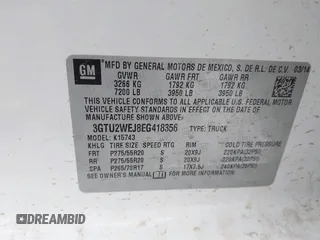 GM
MFD BY GENERAL MOTORS DE MEXICO, S. DE R.L. DE C.V. 03/14
GVWR GAWR FRT GAWR RR
3266 KG 1792 KG 1792 KG
7200 LB 3950 LB 3950 LB
THIS VEHICLE CONFORMS TO ALL APPLICABLE U.S. FEDERAL MOTOR
VEHICLE SAFETY STANDARDS IN EFFECT ON THE DATE OF
MANUFACTURE SHOWN ABOVE.
3GTU2WEJ8EG418356 TYPE: TRUCK
MODEL: K15743
TIRE SIZE SPEED RTG RIM COLD TIRE PRESSURE
FRT P275/55R20 S 20X9J
RR P275/55R20 S 20X9J
P265/70R17 S 17X7.5J
SEE OWNER'S MANUAL FOR MORE INFORMATION.
DREAMBID
DREAMBID.COM